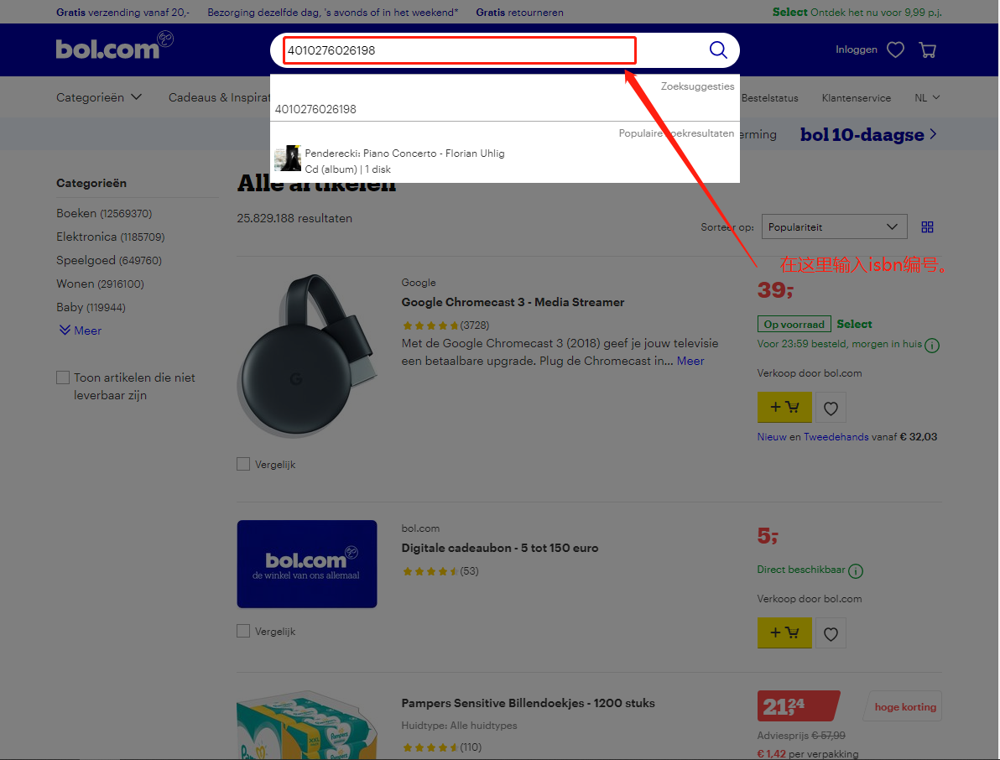 Gratis verzending vanaf 20,- Bezorging dezelfde dag, 's avonds of in het weekend* Gratis retourneren Select Ontdek het nu voor 9,99 p.j.
bol.com
4010276026198
Inloggen
Categorieën Cadeaus & Inspirat Bestelstatus Klantenservice NL
Zoeksuggesties
4010276026198
Populaire zoekresultaten
erming bol 10-daagse
Penderecki: Piano Concerto - Florian Uhlig
Cd (album) | 1 disk
Categorieën
Boeken (12569370)
Elektronica (1185709)
Speelgoed (649760)
Wonen (2916100)
Baby (119944)
Meer
Toon artikelen die niet
leverbaar zijn
Alle artikelen
25.829.188 resultaten
Sorteer op: Populariteit
在这里输入isbn编号。
Google
Google Chromecast 3 - Media Streamer
(3728)
Met de Google Chromecast 3 (2018) geef je jouw televisie
een betaalbare upgrade. Plug de Chromecast in... Meer
G
Vergelijk
39,-
Op voorraad Select
Voor 23:59 besteld, morgen in huis
Verkoop door bol.com
Nieuw en Tweedehands vanaf € 32,03
bol.com
de winkel van ons allemaal
Vergelijk
bol.com
Digitale cadeaubon - 5 tot 150 euro
(53)
5,-
Direct beschikbaar
Verkoop door bol.com
Pampers Sensitive Billendoekjes - 1200 stuks
Huidtype: Alle huidtypes
(110)
21,24 hoge korting
Adviesprijs € 57,99
€ 1,42 per verpakking